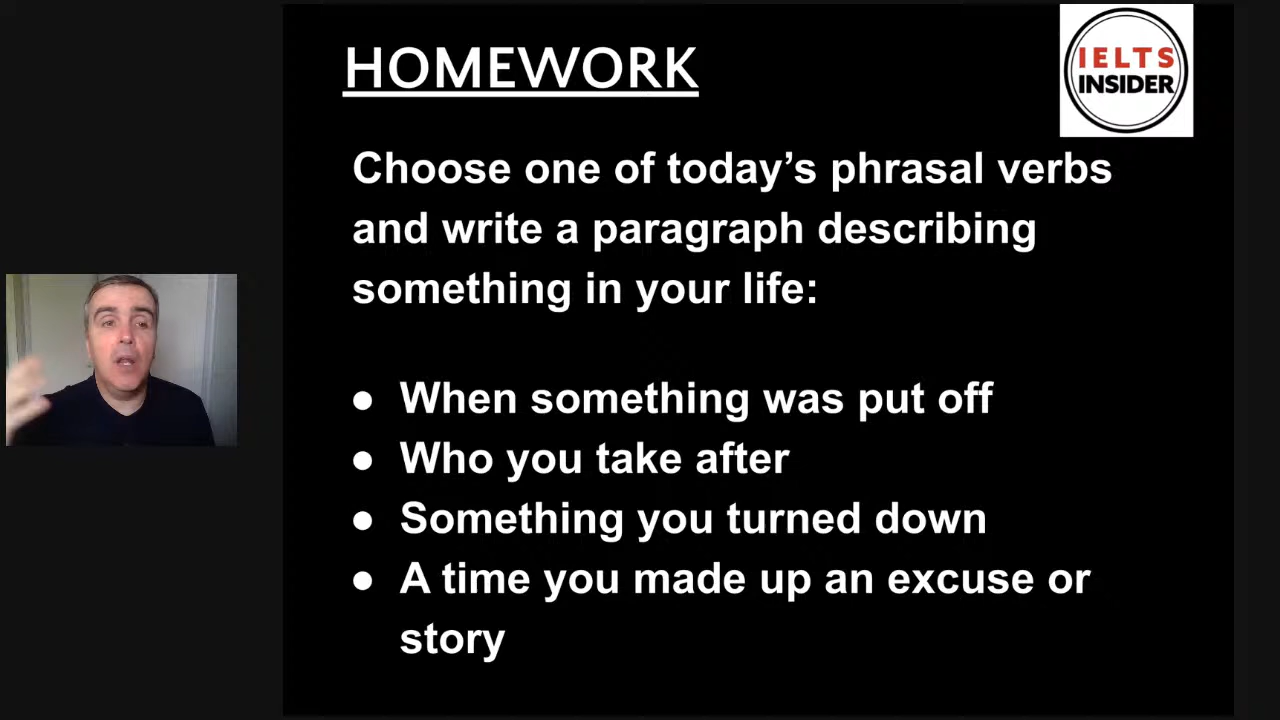 HOMEWORK
IELTS
INSIDER
Choose one of today’s phrasal verbs
and write a paragraph describing
something in your life:
● When something was put off
● Who you take after
● Something you turned down
● A time you made up an excuse or
story